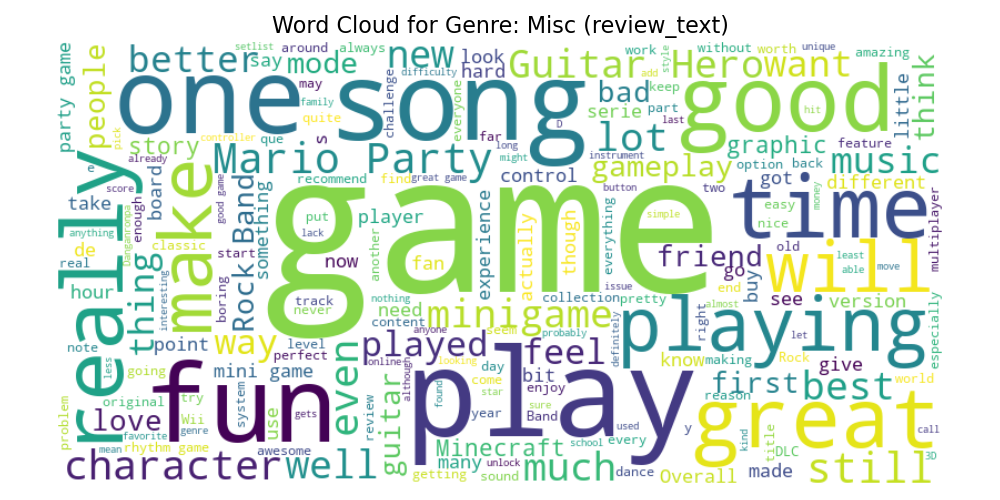 Word Cloud for Genre: Misc (review_text)
setlist around always work without worth unique
people party game better say mode new look Guitar Hero want amazing think
hard may challenge everyone bad style add keep little
one song good
family difficulty quite serie part last hit
story controller que s far D lot graphic feature
pick e already Mario Party long might gameplay option back music
really take board make score good game recommend find great game control instrument got two different
enough Rock Band something put player experience button easy money nice multiplayer
anything Danganronpa game simple time
de classic lack another fan actually though everything friend go old least will
real start now issue buy see able move
hour thing interesting boring track never nothing need collection pretty version especially
note point way content minigame seem probably playing almost right let
less going level perfect anyone played feel definitely know making Rock give world
mini game online although looking day bit reason first best
original try system even come enjoy
problem love Wii use fun gets found play star sure great
mean favorite genre review guitar year Band used y kind title call
rhythm game awesome Minecraft school every DLC 3D
character well getting many sound unlock much dance Overall made still